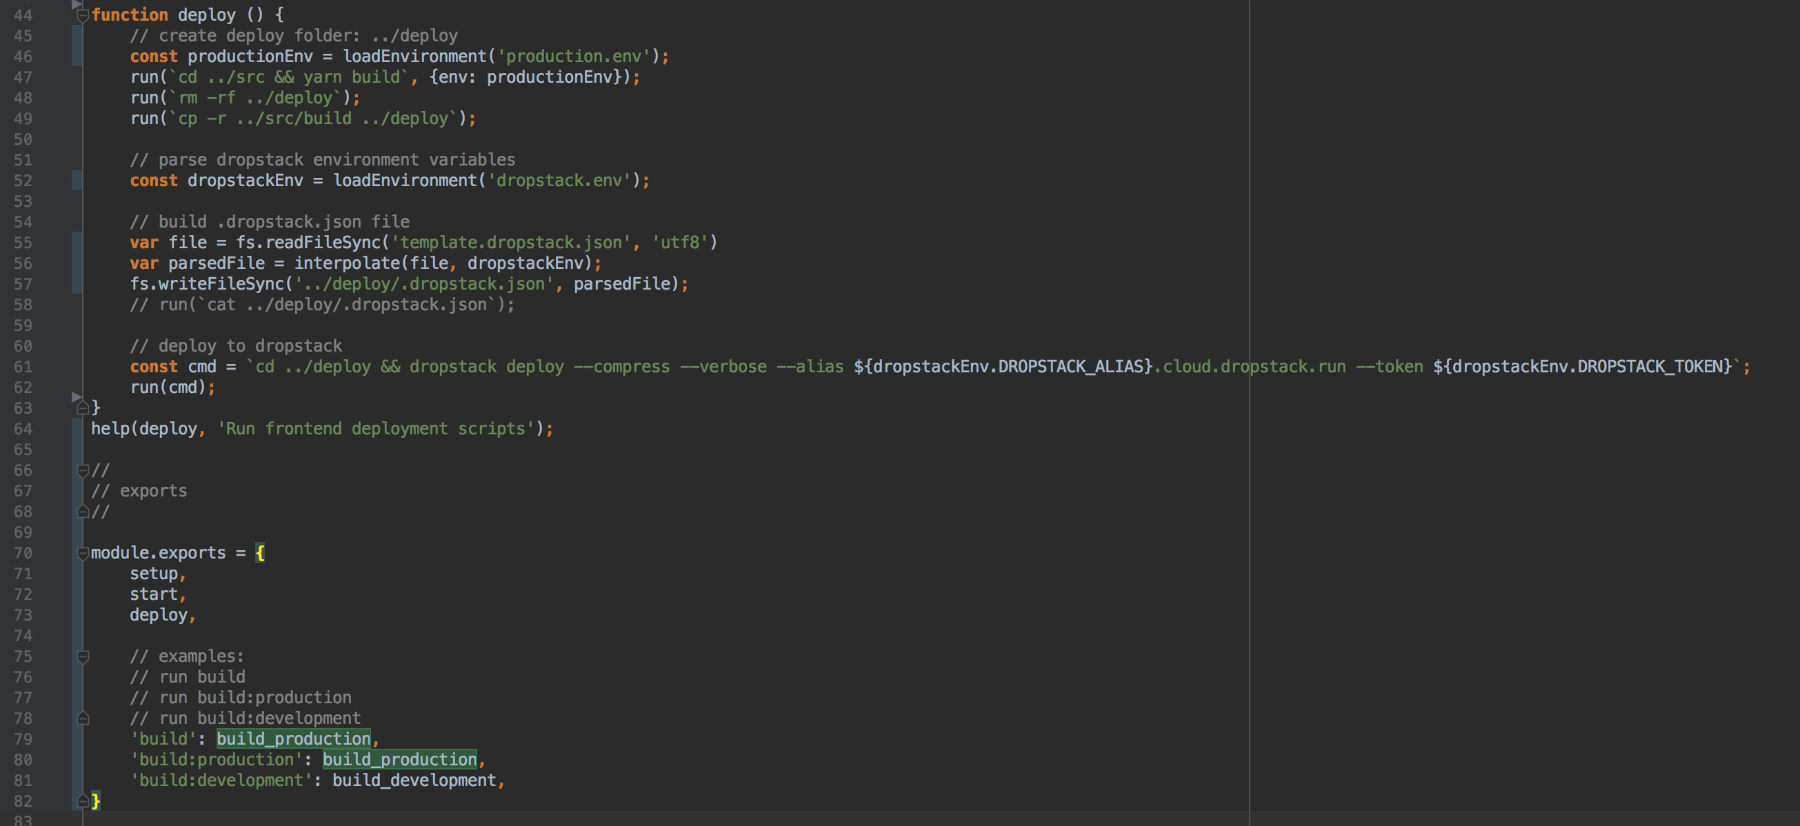 44 function deploy () {
45 // create deploy folder: ../deploy
46 const productionEnv = loadEnvironment('production.env');
47 run(`cd ../src && yarn build`, {env: productionEnv});
48 run(`rm -rf ../deploy`);
49 run(`cp -r ../src/build ../deploy`);
50
51 // parse dropstack environment variables
52 const dropstackEnv = loadEnvironment('dropstack.env');
53
54 // build .dropstack.json file
55 var file = fs.readFileSync('template.dropstack.json', 'utf8')
56 var parsedFile = interpolate(file, dropstackEnv);
57 fs.writeFileSync('../deploy/.dropstack.json', parsedFile);
58 // run(`cat ../deploy/.dropstack.json`);
59
60 // deploy to dropstack
61 const cmd = `cd ../deploy && dropstack deploy --compress --verbose --alias ${dropstackEnv.DROPSTACK_ALIAS}.cloud.dropstack.run --token ${dropstackEnv.DROPSTACK_TOKEN}`;
62 run(cmd);
63 }
64 help(deploy, 'Run frontend deployment scripts');
65
66 //
67 // exports
68 //
69
70 module.exports = {
71 setup,
72 start,
73 deploy,
74
75 // examples:
76 // run build
77 // run build:production
78 // run build:development
79 'build': build_production,
80 'build:production': build_production,
81 'build:development': build_development,
82 }
83